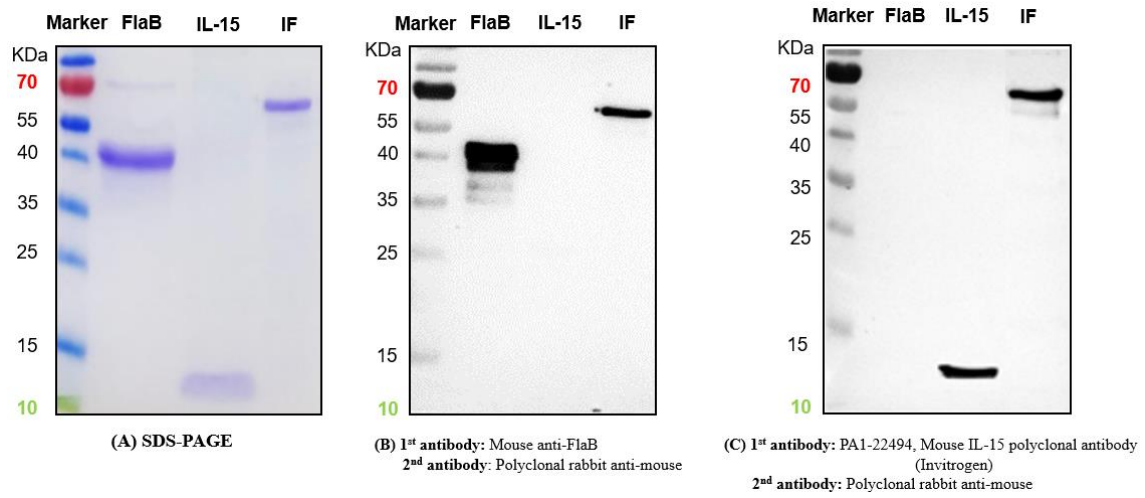 Marker FlaB IL-15 IF
KDa
70
55
40
35
25
15
10
(A) SDS-PAGE
Marker FlaB IL-15 IF
KDa
70
55
40
35
25
15
10
(B) 1st antibody: Mouse anti-FlaB
2nd antibody: Polyclonal rabbit anti-mouse
Marker FlaB IL-15 IF
KDa
70
55
40
35
25
15
10
(C) 1st antibody: PA1-22494, Mouse IL-15 polyclonal antibody
(Invitrogen)
2nd antibody: Polyclonal rabbit anti-mouse